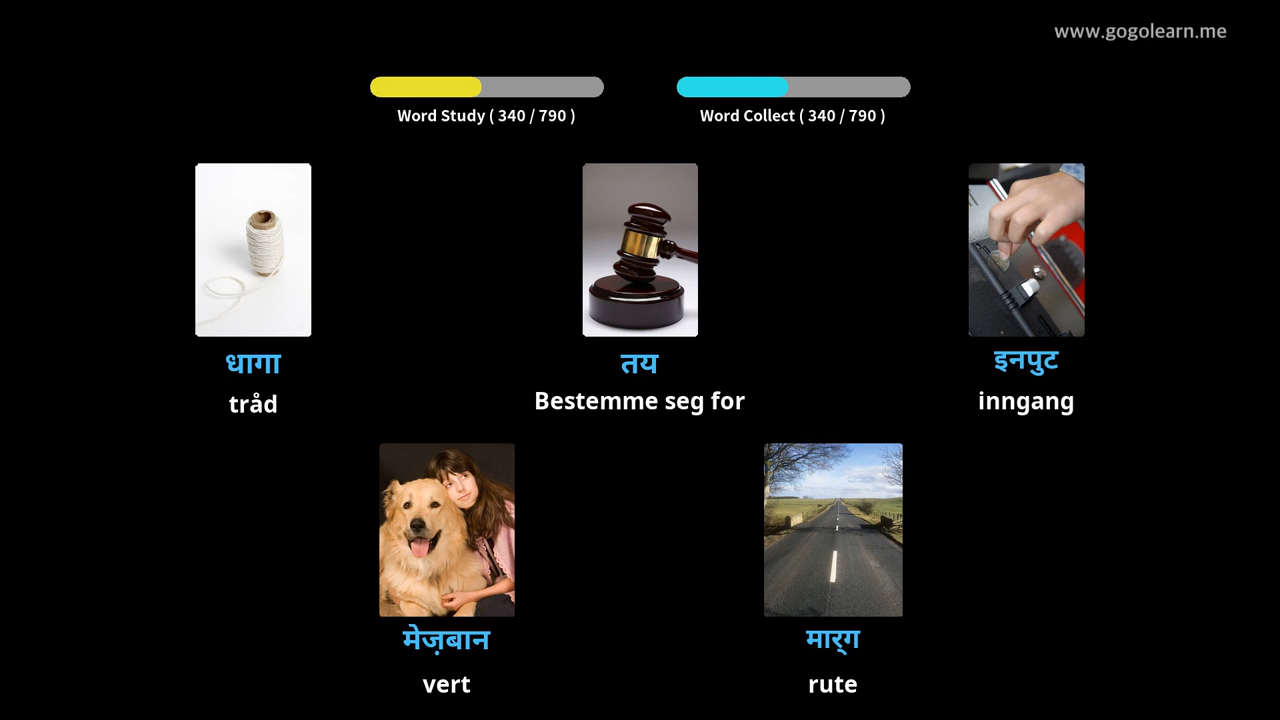 www.gogolearn.me
Word Study ( 340 / 790 )
Word Collect ( 340 / 790 )
धागा
तय
इनपुट
tråd
Bestemme seg for
inngang
मेज़बान
मार्ग
vert
rute